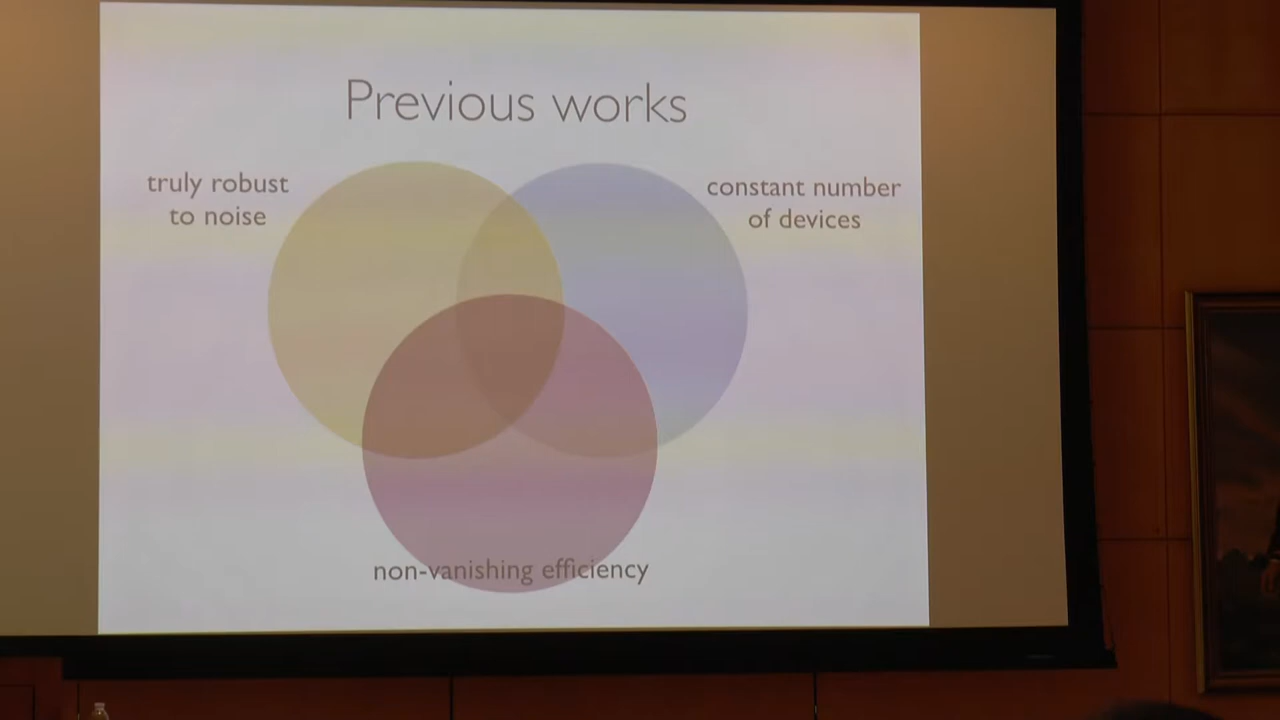 Previous works
truly robust
to noise
constant number
of devices
non-vanishing efficiency